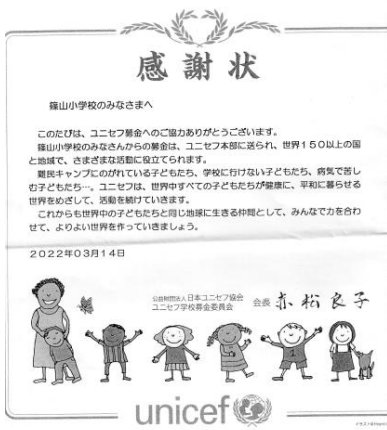 感謝状
篠山小学校のみなさまへ
このたびは、ユニセフ募金へのご協力ありがとうございます。
篠山小学校のみなさんからの募金は、ユニセフ本部に送られ、世界150以上の国
と地域で、さまざまな活動に役立てられます。
難民キャンプにのがれている子どもたち、学校に行けない子どもたち、病気で苦し
む子どもたち…。ユニセフは、世界中すべての子どもたちが健康に、平和に暮らせる
世界をめざして、活動を続けていきます。
これからも世界中の子どもたちと同じ地球に生きる仲間として、みんなで力を合わ
せて、よりよい世界を作っていきましょう。
2022年03月14日
公益財団法人日本ユニセフ協会
ユニセフ学校募金委員会
会長 赤松良子
unicef